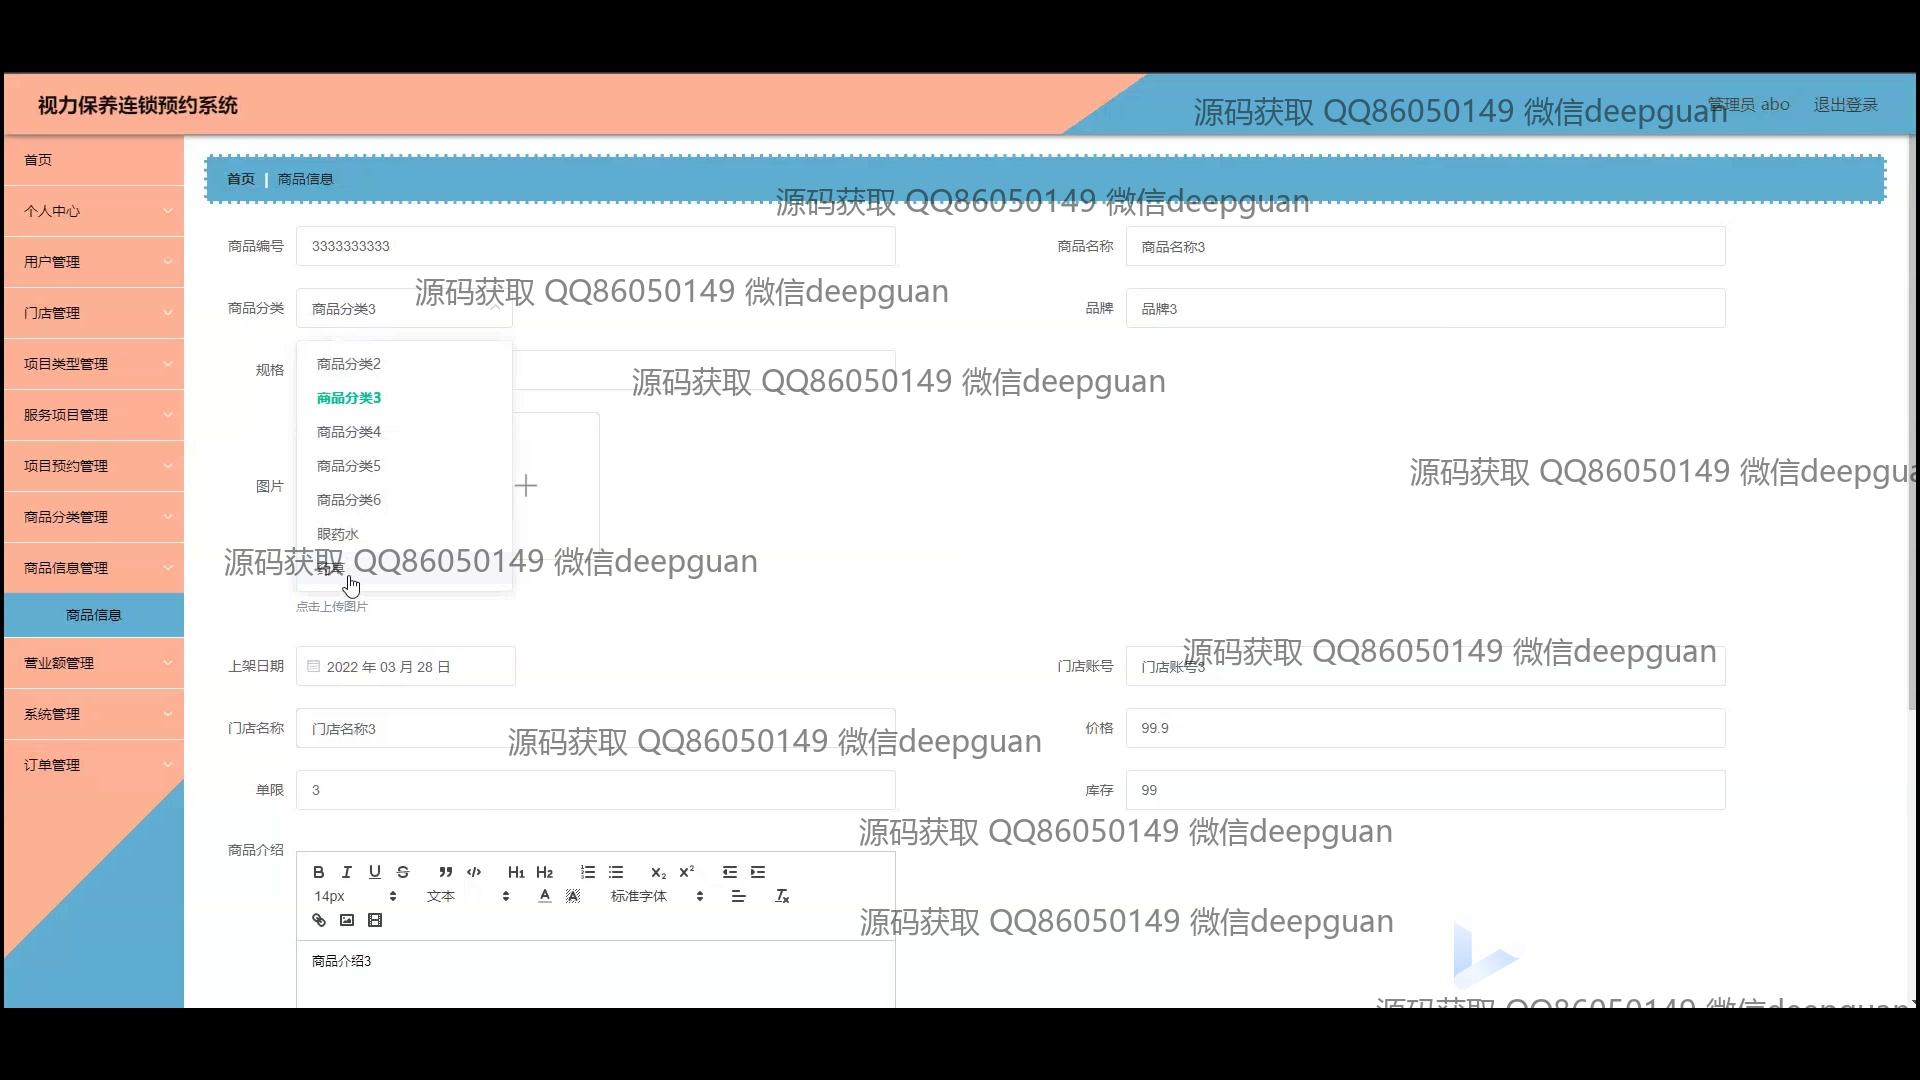 视力保养连锁预约系统
源码获取 QQ86050149 微信deepguan
管理员 abo
退出登录
首页
首页 | 商品信息
源码获取 QQ86050149 微信deepguan
个人中心
商品编号 3333333333
商品名称 商品名称3
用户管理
源码获取 QQ86050149 微信deepguan
商品分类 商品分类3
品牌 品牌3
门店管理
项目类型管理
商品分类2
规格
源码获取 QQ86050149 微信deepguan
商品分类3
服务项目管理
商品分类4
项目预约管理
商品分类5
源码获取 QQ86050149 微信deepgua
图片
商品分类6
商品分类管理
眼药水
源码获取 QQ86050149 微信deepguan
商品信息管理
点击上传图片
商品信息
源码获取 QQ86050149 微信deepguan
营业额管理
上架日期 2022 年 03 月 28 日
门店账号 门店账号3
系统管理
门店名称 门店名称3
源码获取 QQ86050149 微信deepguan
价格 99.9
订单管理
单限 3
库存 99
源码获取 QQ86050149 微信deepguan
商品介绍
B I U S H1 H2 X2 X2
14px 文本 A A 标准字体 Tx
源码获取 QQ86050149 微信deepguan
商品介绍3
源码获取 QQ86050149 微信deepguan